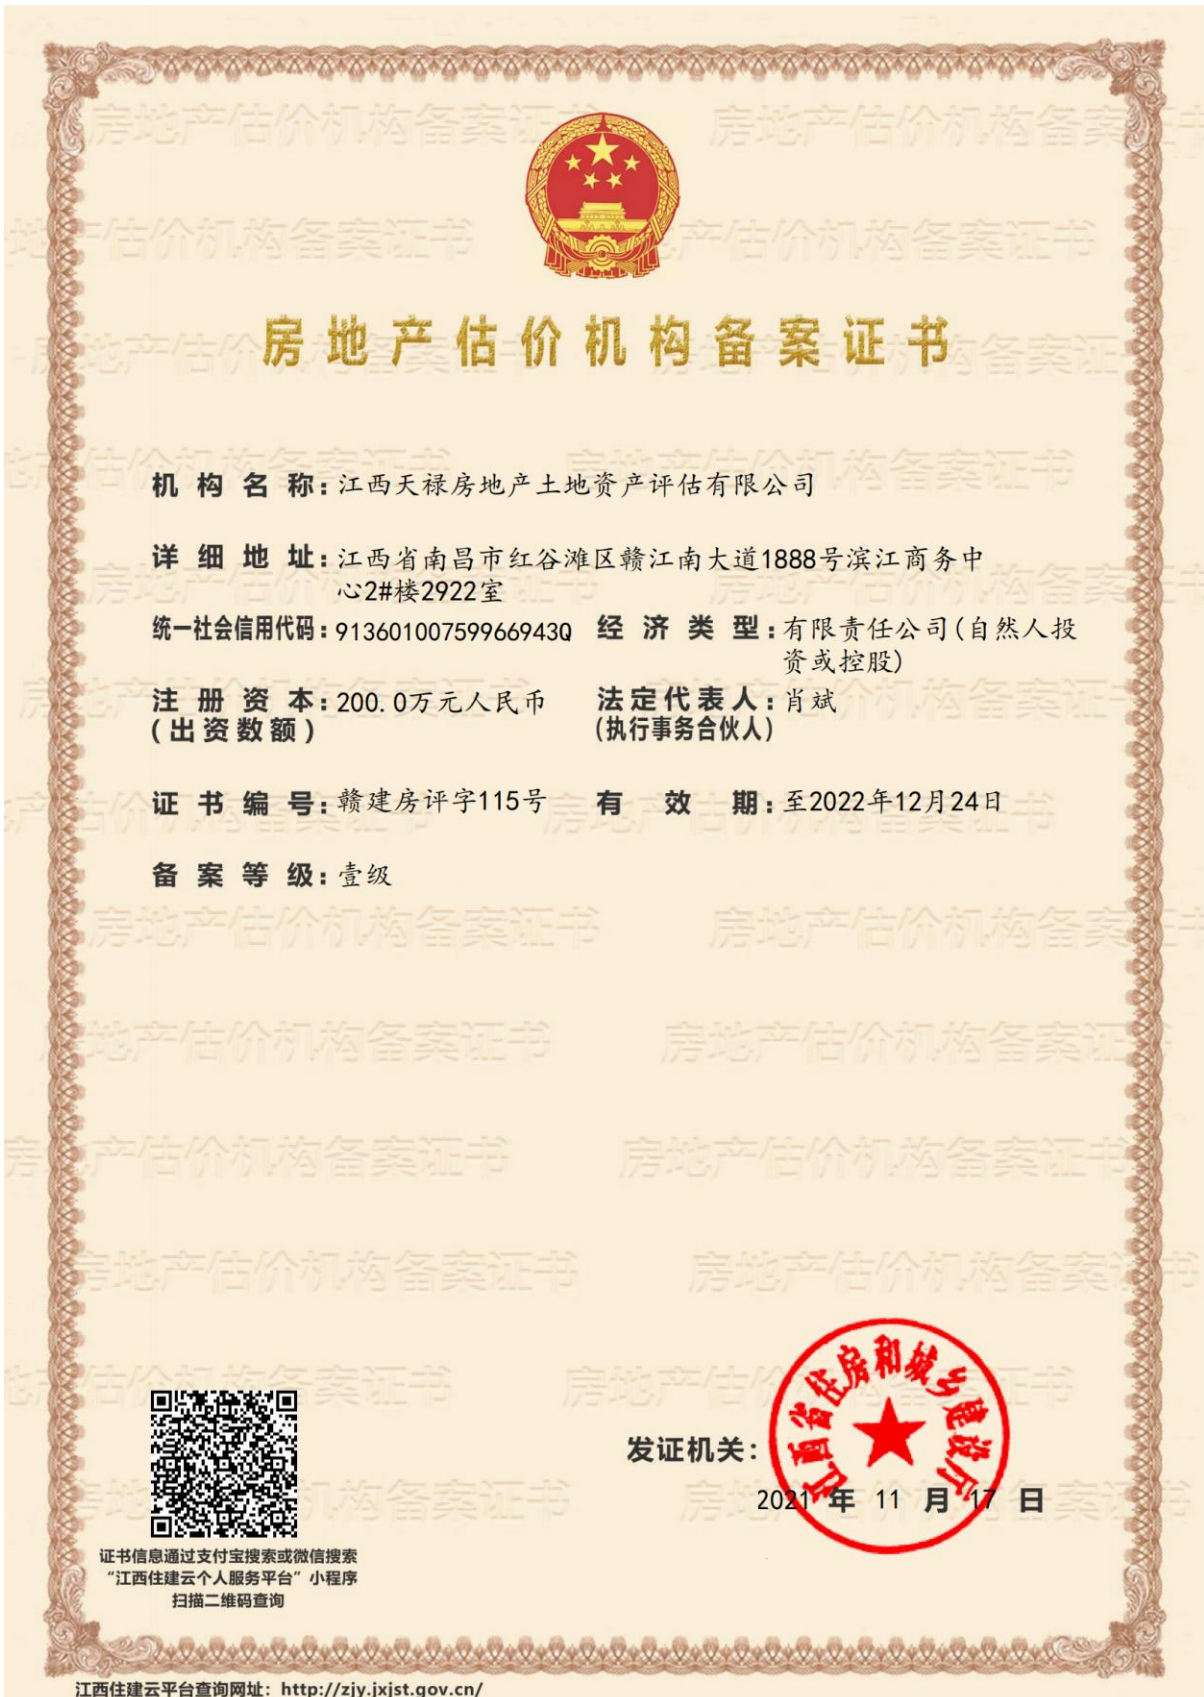 房地产估价机构备案证书
机构名称：江西天禄房地产土地资产评估有限公司
详细地址：江西省南昌市红谷滩区赣江南大道1888号滨江商务中
心2#楼2922室
统一社会信用代码：91360100759966943Q 经济类型：有限责任公司(自然人投
资或控股)
注册资本：200.0万元人民币 法定代表人：肖斌
(出资数额) (执行事务合伙人)
证书编号：赣建房评字115号 有效期：至2022年12月24日
备案等级：壹级
江西省住房和城乡建设厅
发证机关：
2021 年 11 月 17 日
证书信息通过支付宝搜索或微信搜索
“江西住建云个人服务平台”小程序
扫描二维码查询
江西住建云平台查询网址：http://zjy.jxjst.gov.cn/